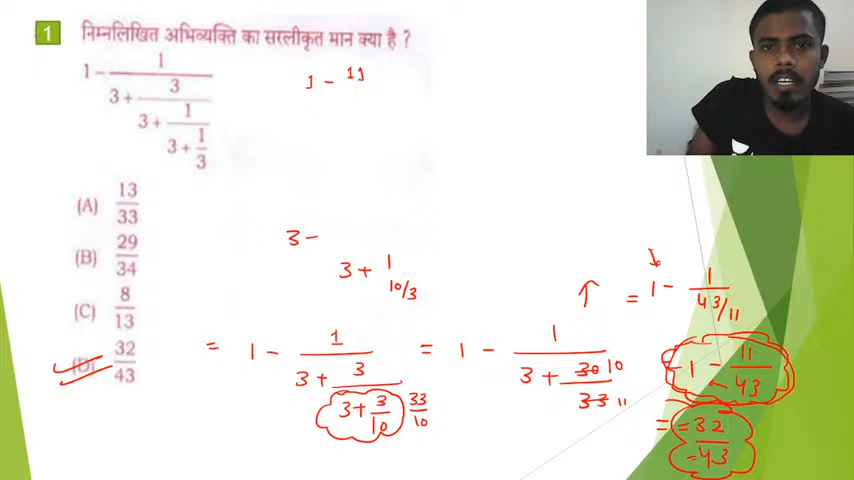 1 निम्नलिखित अभिव्यक्ति का सरलीकृत मान क्या है ?
1 - 1
3 + 3
3 + 1
3 + 1
3
1 - 11
(A) 13/33
(B) 29/34
(C) 8/13
(D) 32/43
3 -
3 + 1
10/3
= 1 - 1
3 + 3
3 + 3/10 33/10
= 1 - 1
3 + 30 10
33 11
↑
= 1 - 1
43/11
- 1 - 11/43
= = 32
= 43